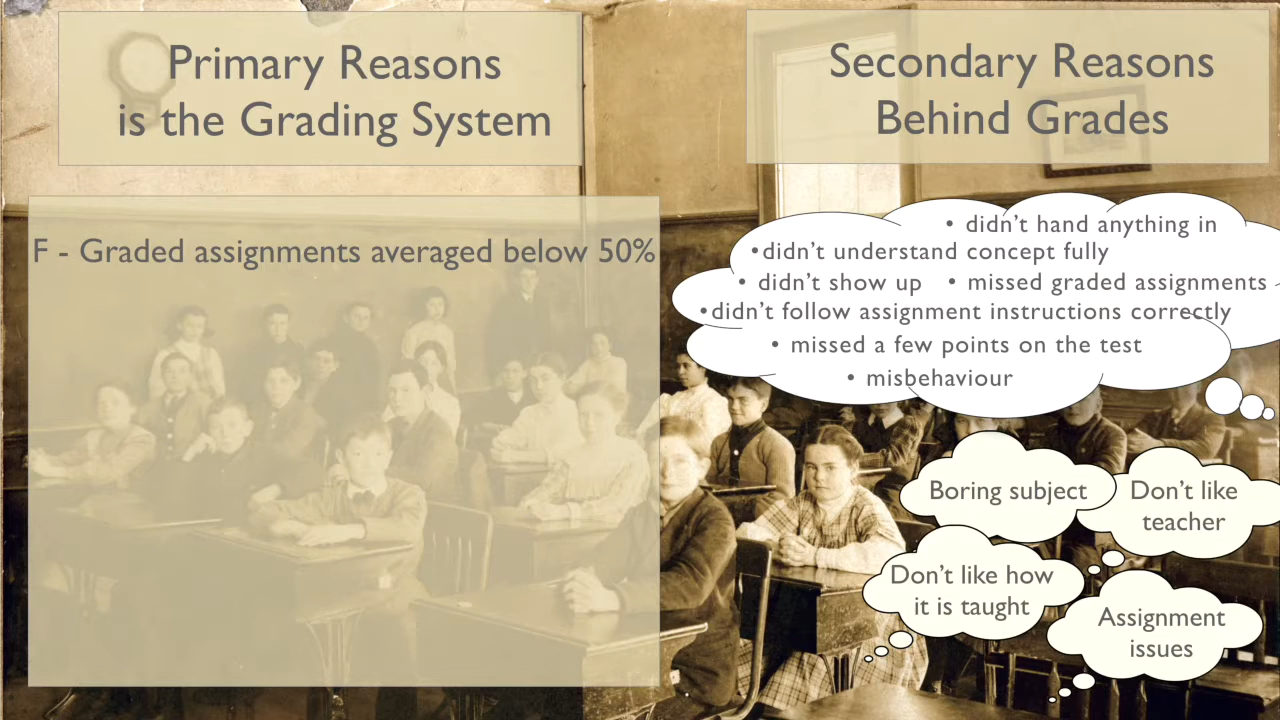 Primary Reasons
is the Grading System
Secondary Reasons
Behind Grades
F - Graded assignments averaged below 50%
• didn't hand anything in
•didn't understand concept fully
• didn't show up • missed graded assignments
•didn't follow assignment instructions correctly
• missed a few points on the test
• misbehaviour
Boring subject
Don't like
teacher
Don't like how
it is taught
Assignment
issues